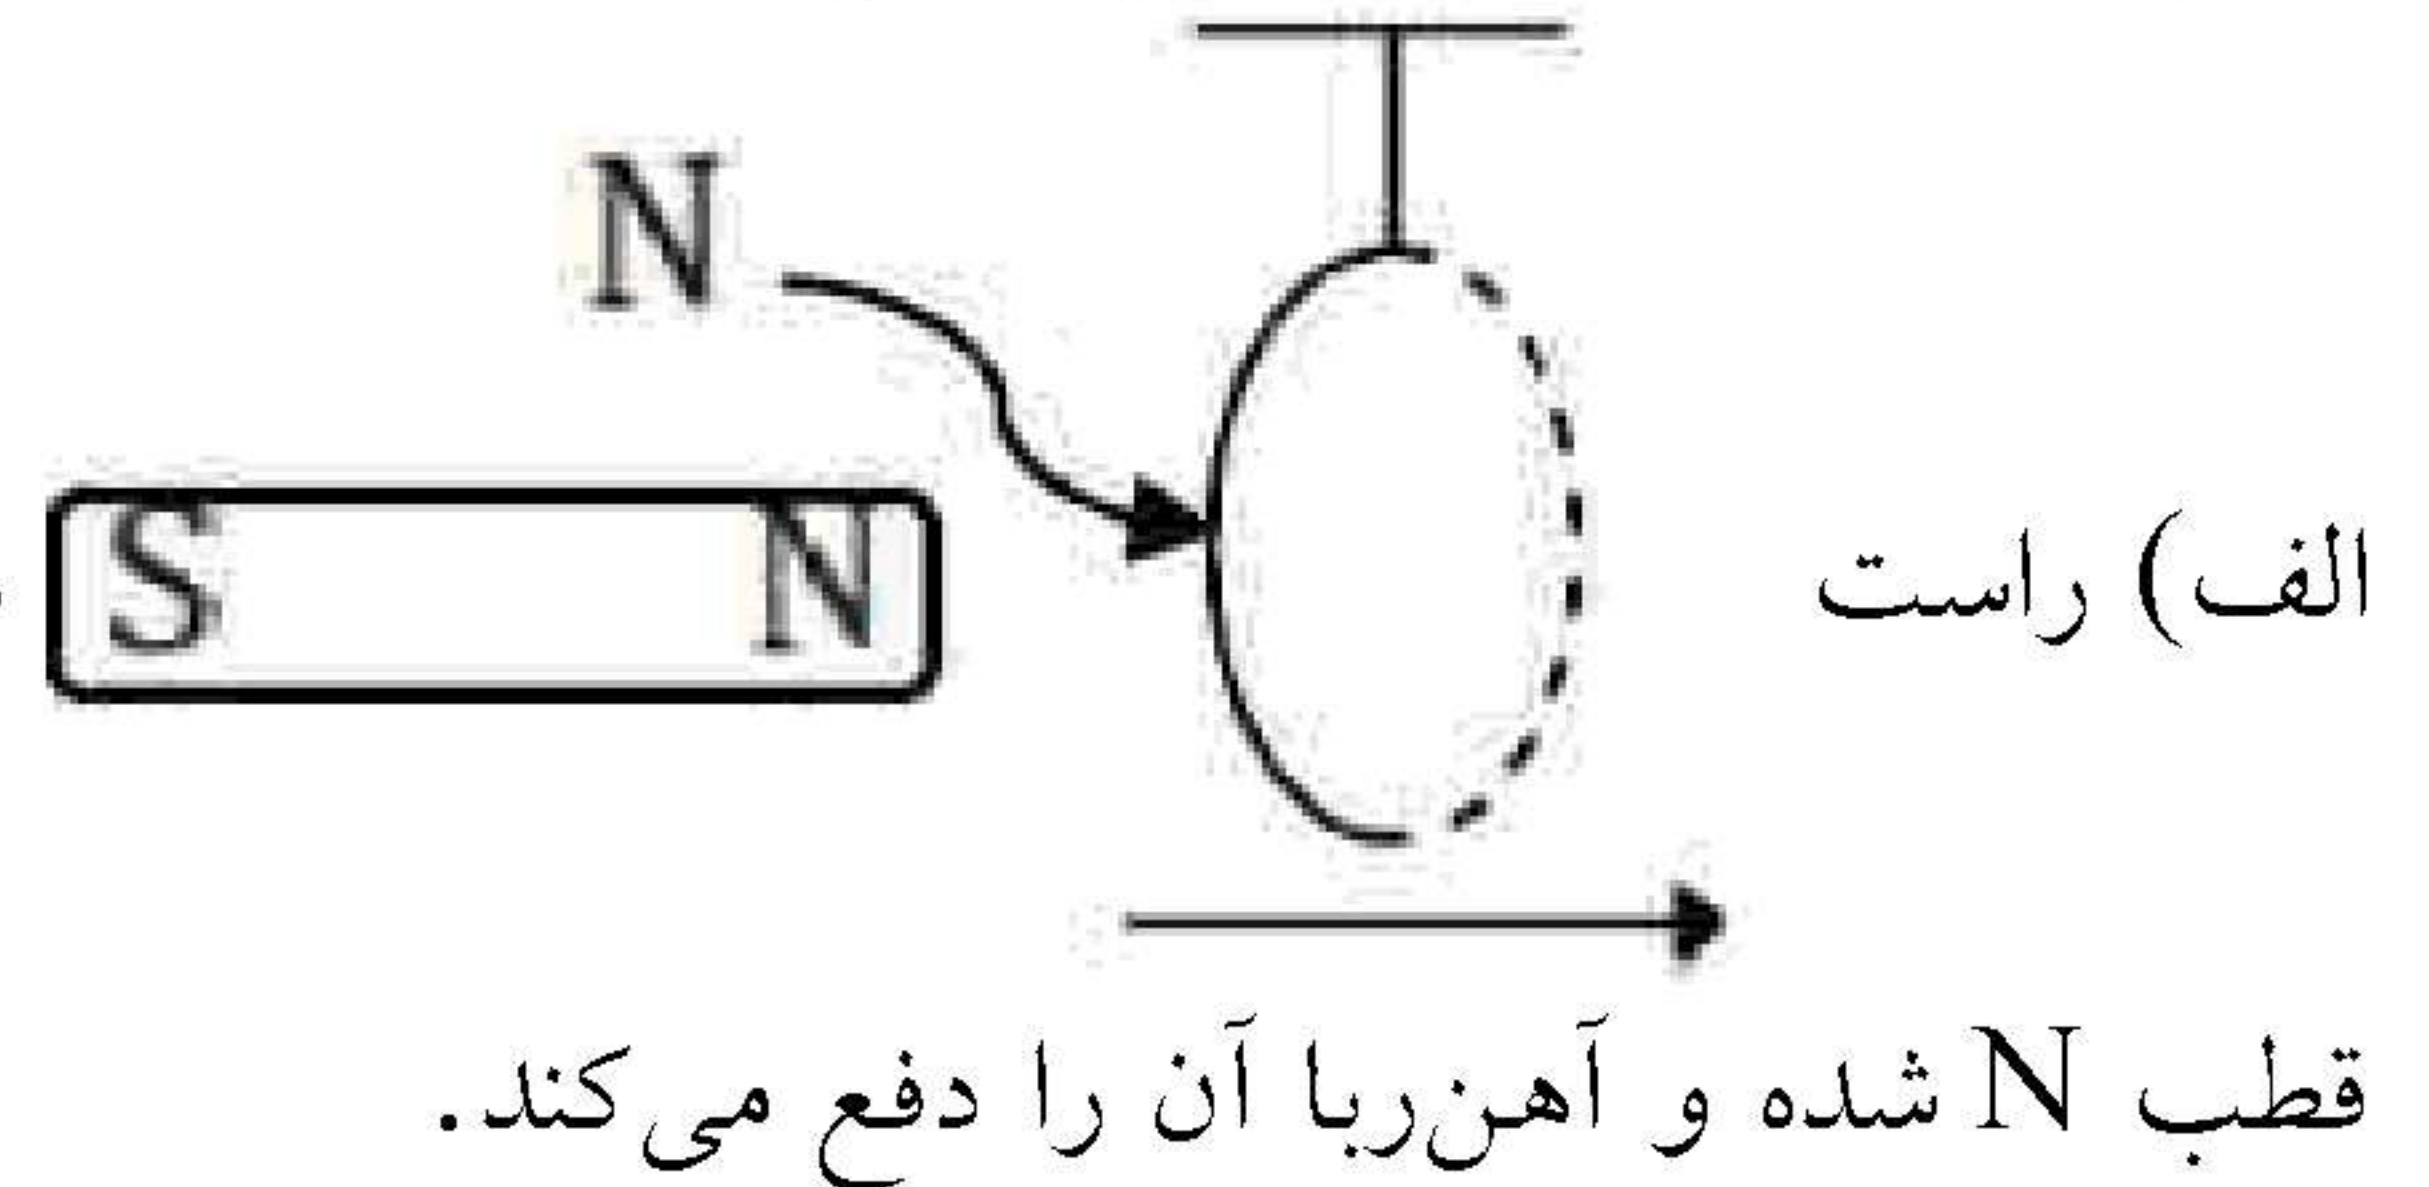 N
S N
الف) راست
قطب N شده و آهن‌ربا آن را دفع می‌کند.